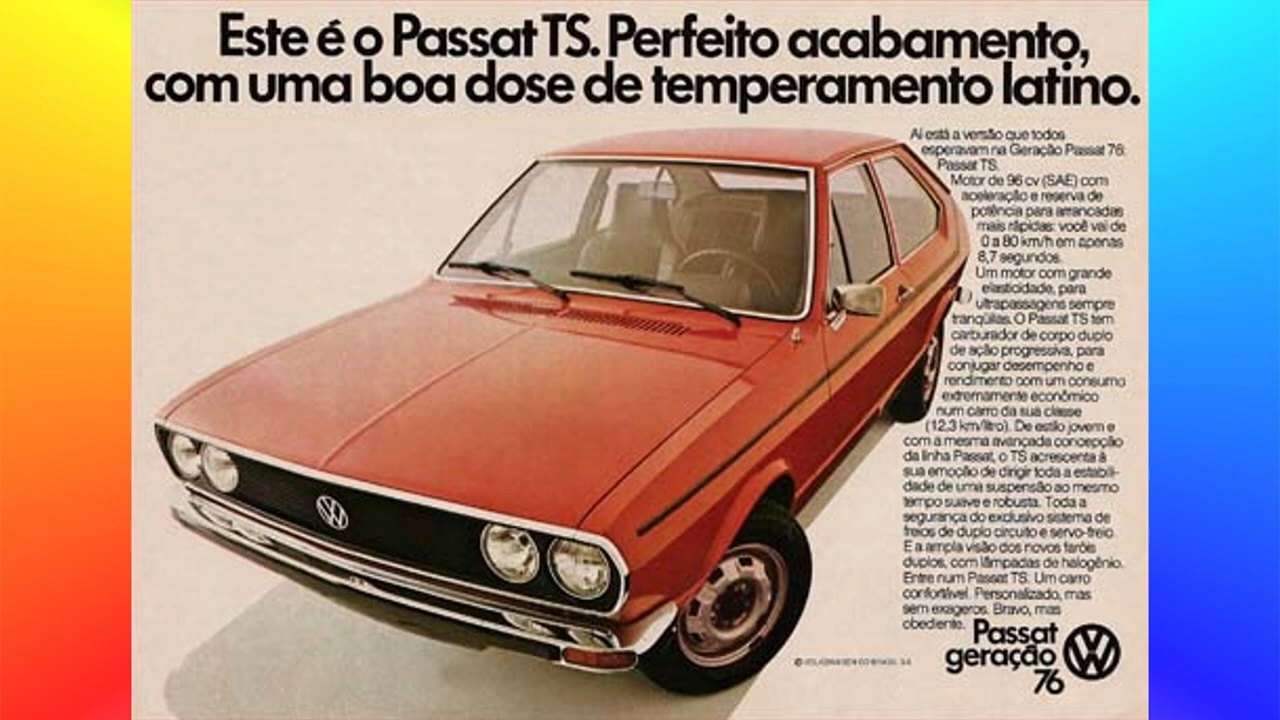 Este é o Passat TS. Perfeito acabamento,
com uma boa dose de temperamento latino.
Aí está a versão que todos
esperavam na Geração Passat 76:
Passat TS.
Motor de 96 cv (SAE) com
aceleração e reserva de
potência para arrancadas
mais rápidas: você vai de
0 a 80 km/h em apenas
8,7 segundos.
Um motor com grande
elasticidade, para
ultrapassagens sempre
tranqüilas. O Passat TS tem
carburador de corpo duplo
de ação progressiva, para
conjugar desempenho e
rendimento com um consumo
extremamente econômico
num carro da sua classe
(12,3 km/litro). De estilo jovem e
com a mesma avançada concepção
da linha Passat, o TS acrescenta à
sua emoção de dirigir toda a estabili-
dade de uma suspensão ao mesmo
tempo suave e robusta. Toda a
segurança do exclusivo sistema de
freios de duplo circuito e servo-freio.
E a ampla visão dos novos faróis
duplos, com lâmpadas de halogênio.
Entre num Passat TS. Um carro
confortável. Personalizado, mas
sem exageros. Bravo, mas
obediente.
Passat
geração
76
© VOLKSWAGEN DO BRASIL S.A.